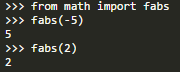 >>> from math import fabs
>>> fabs(-5)
5
>>> fabs(2)
2